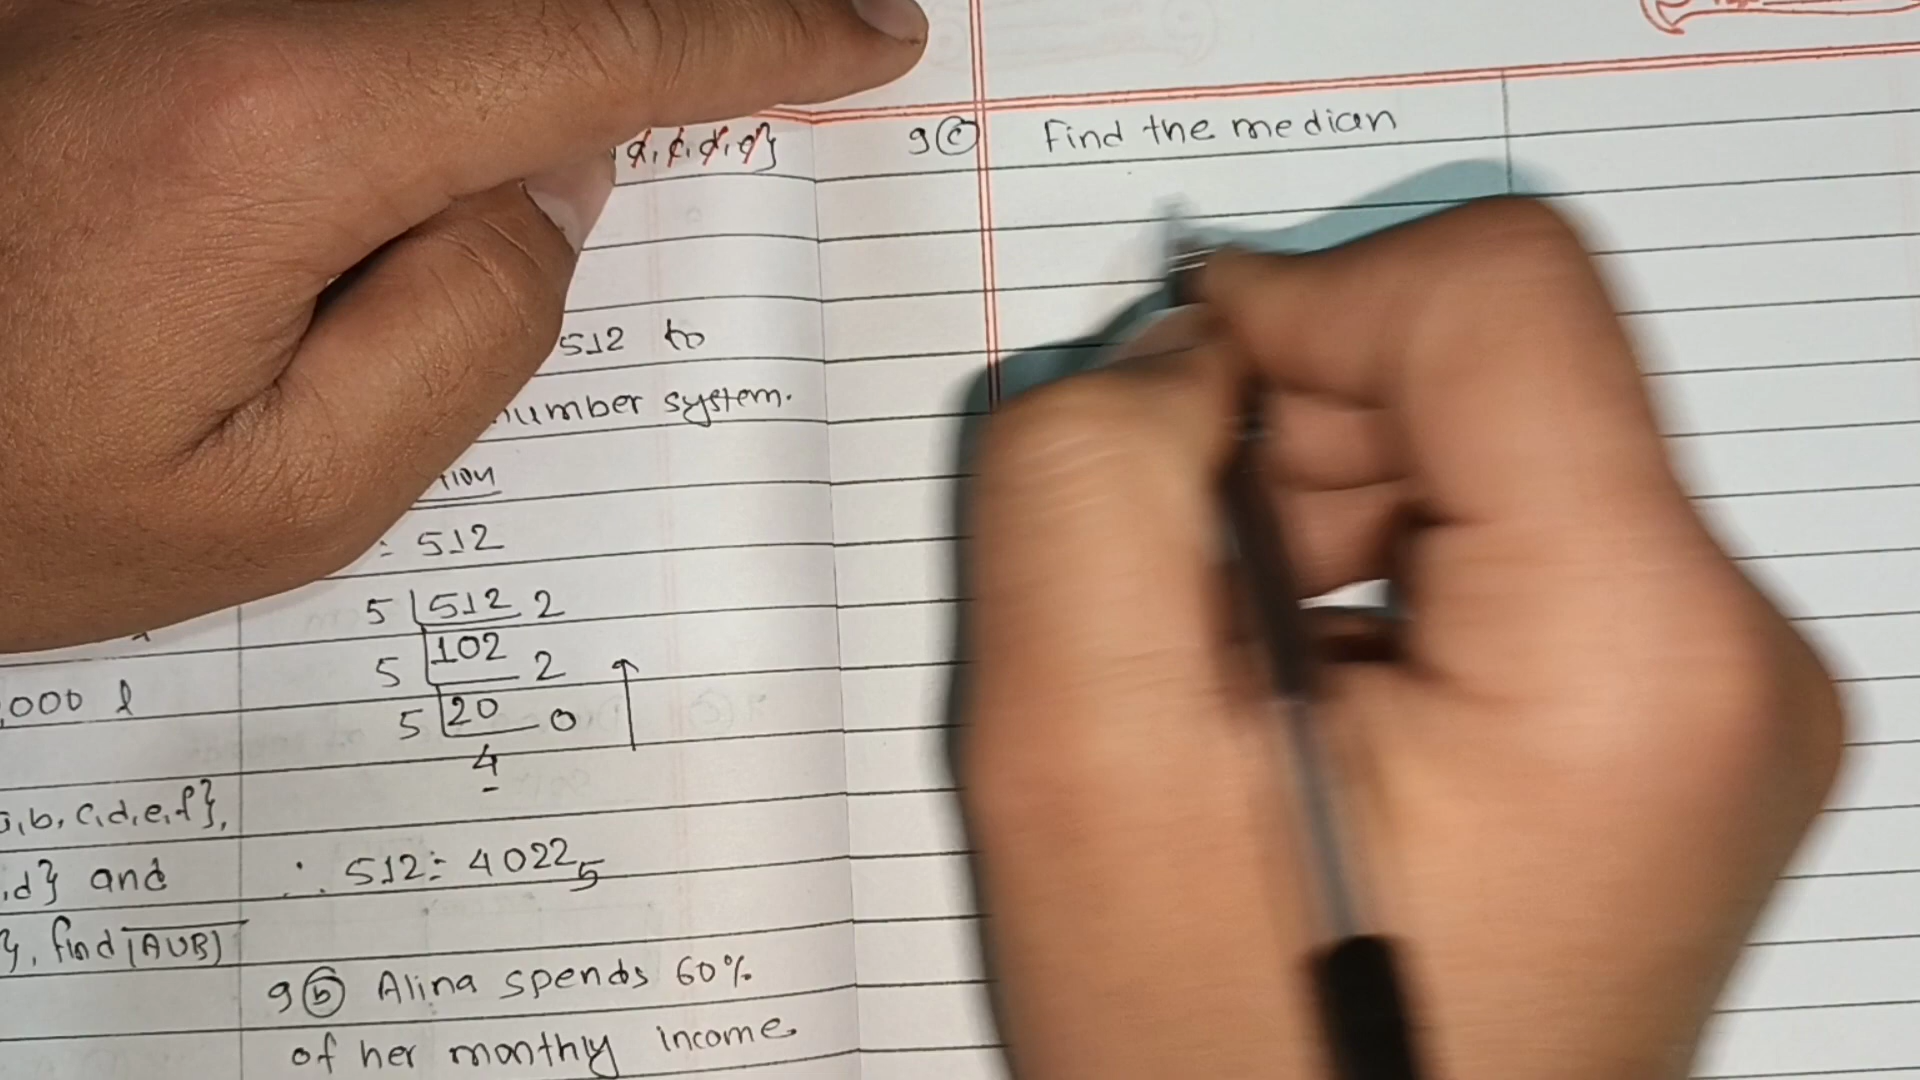 512 to
number system.
= 512
5 512 2
102
5 2
5 20 0
4
,000 l
a,b,c,d,e,f},
∴ 512 = 4022₅
,d} and
}, find (A∪B)
9(b) Alina spends 60%
of her monthly income
9(c) Find the median